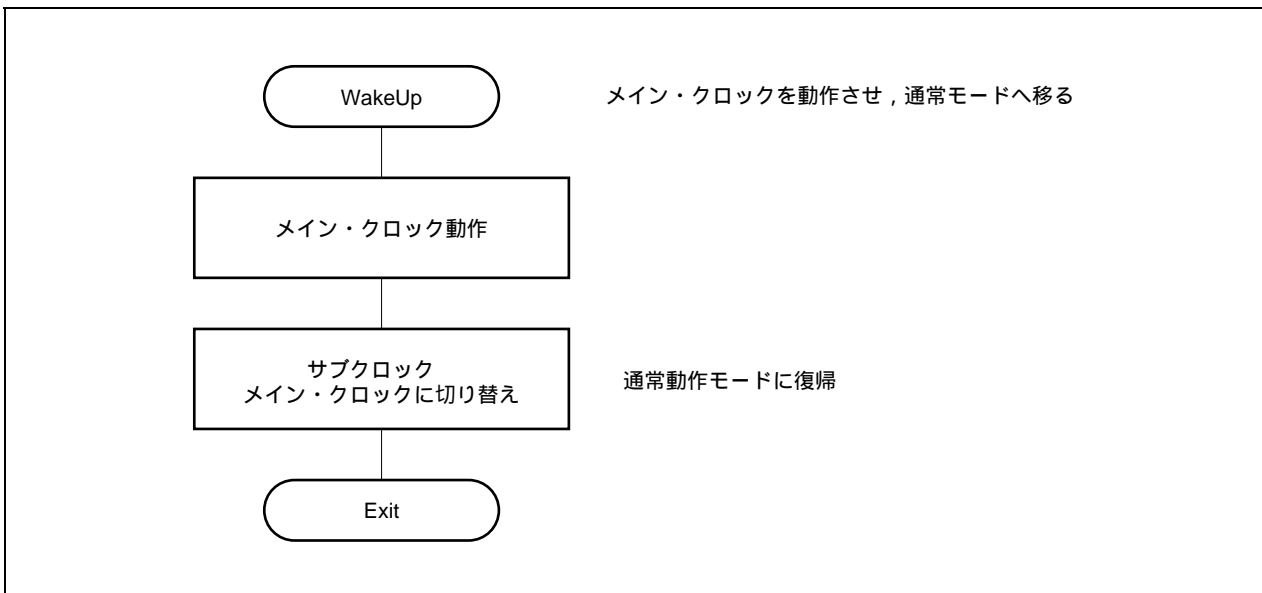 WakeUp
メイン・クロックを動作させ，通常モードへ移る
メイン・クロック動作
サブクロック
メイン・クロックに切り替え
通常動作モードに復帰
Exit